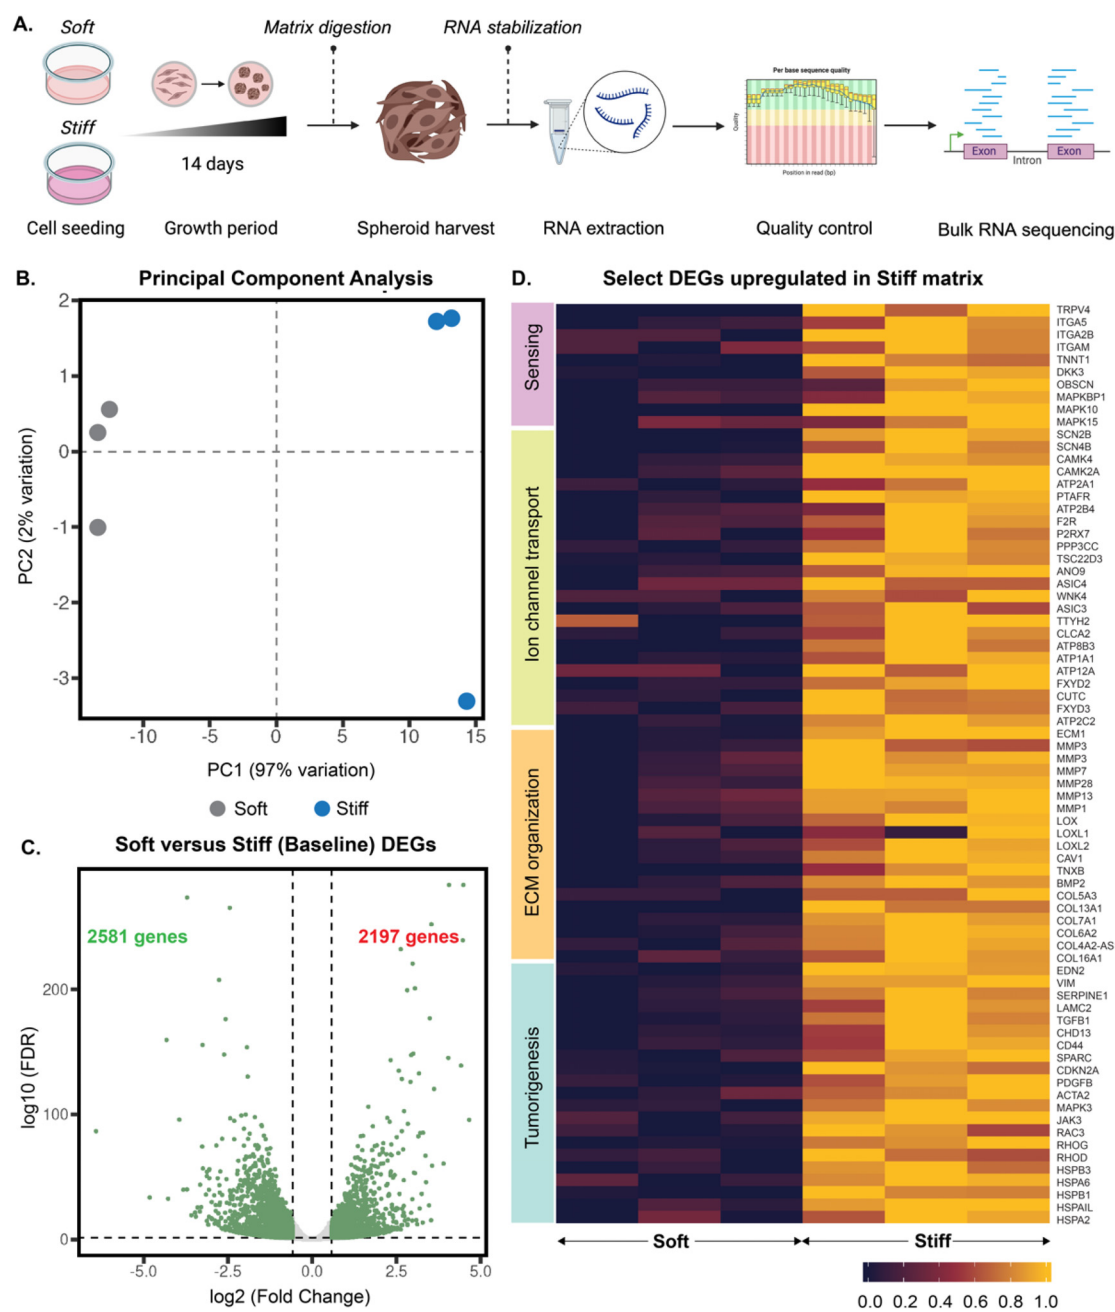 A.
Soft
Stiff
Cell seeding
14 days
Growth period
Matrix digestion
Spheroid harvest
RNA stabilization
RNA extraction
Per base sequence quality
Quality
Position in read (bp)
Quality control
Exon
Intron
Exon
Bulk RNA sequencing
B.
Principal Component Analysis
2
1
0
-1
-2
-3
PC2 (2% variation)
-10
-5
0
5
10
15
PC1 (97% variation)
Soft
Stiff
C.
Soft versus Stiff (Baseline) DEGs
2581 genes
2197 genes
200
100
0
log10 (FDR)
-5.0
-2.5
0.0
2.5
5.0
log2 (Fold Change)
D.
Select DEGs upregulated in Stiff matrix
Sensing
Ion channel transport
ECM organization
Tumorigenesis
TRPV4
ITGA5
ITGA2B
ITGAM
TNNT1
DKK3
OBSCN
MAPKBP1
MAPK10
MAPK15
SCN2B
SCN4B
CAMK4
CAMK2A
ATP2A1
PTAFR
ATP2B4
F2R
P2RX7
PPP3CC
TSC22D3
ANO9
ASIC4
WNK4
ASIC3
TTYH2
CLCA2
ATP8B3
ATP1A1
ATP12A
FXYD2
CUTC
FXYD3
ATP2C2
ECM1
MMP3
MMP3
MMP7
MMP28
MMP13
MMP1
LOX
LOXL1
LOXL2
CAV1
TNXB
BMP2
COL5A3
COL13A1
COL7A1
COL6A2
COL4A2-AS
COL16A1
EDN2
VIM
SERPINE1
LAMC2
TGFB1
CHD13
CD44
SPARC
CDKN2A
PDGFB
ACTA2
MAPK3
JAK3
RAC3
RHOG
RHOD
HSPB3
HSPA6
HSPB1
HSPAIL
HSPA2
Soft
Stiff
0.0 0.2 0.4 0.6 0.8 1.0